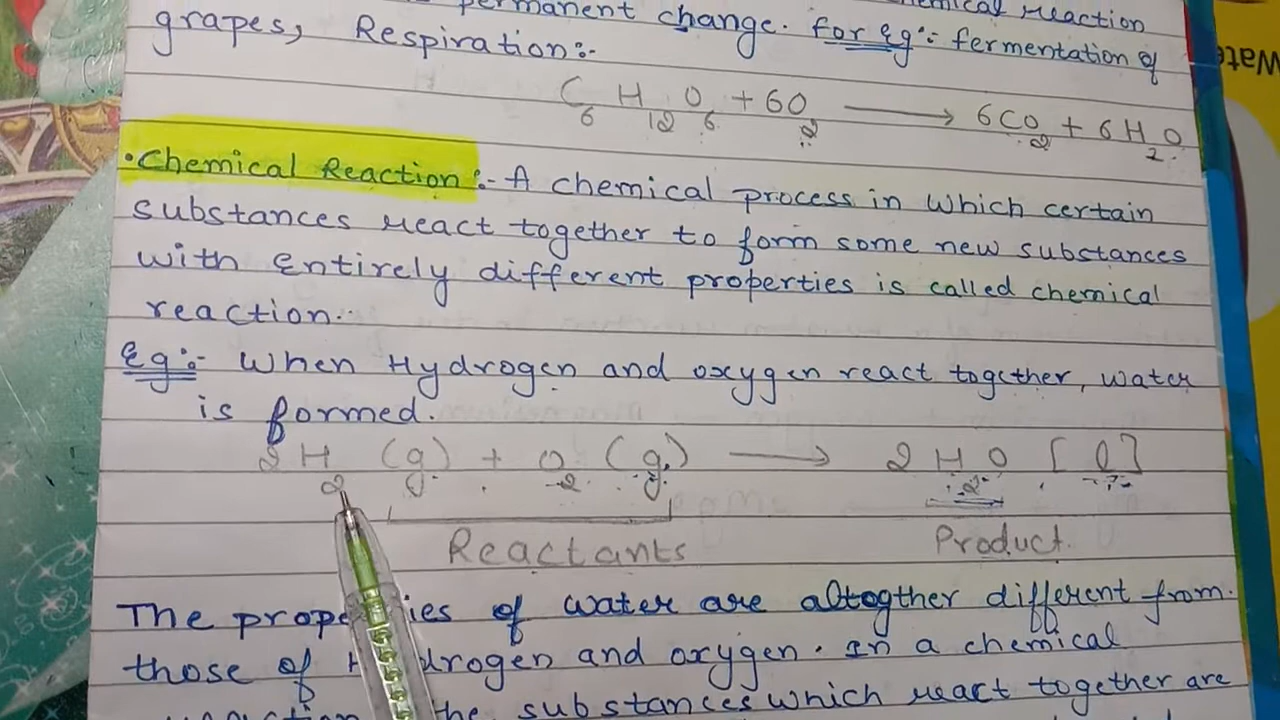 permanent change. For Eg:- fermentation of
grapes, Respiration:-
C6H12O6 + 6O2 → 6CO2 + 6H2O
• Chemical Reaction :- A chemical process in which certain
substances react together to form some new substances
with Entirely different properties is called chemical
reaction.
Eg:- When Hydrogen and oxygen react together, water
is formed.
2H2 (g) + O2 (g) → 2H2O [l]
Reactants Product
The properties of water are altogther different from
those of Hydrogen and oxygen. In a chemical
the substances which react together are